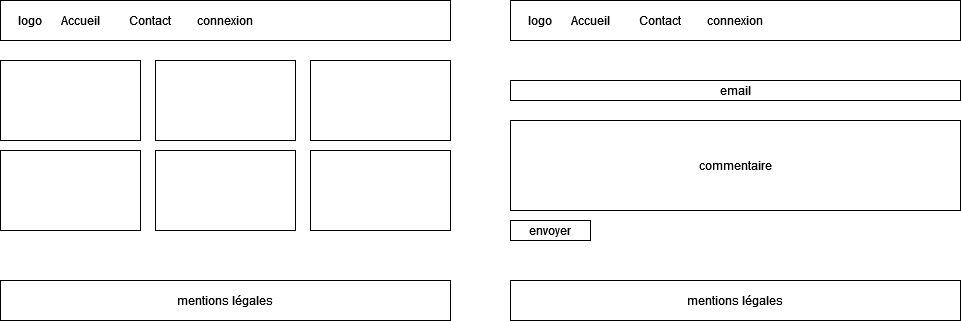 logo Accueil Contact connexion
mentions légales
logo Accueil Contact connexion
email
commentaire
envoyer
mentions légales